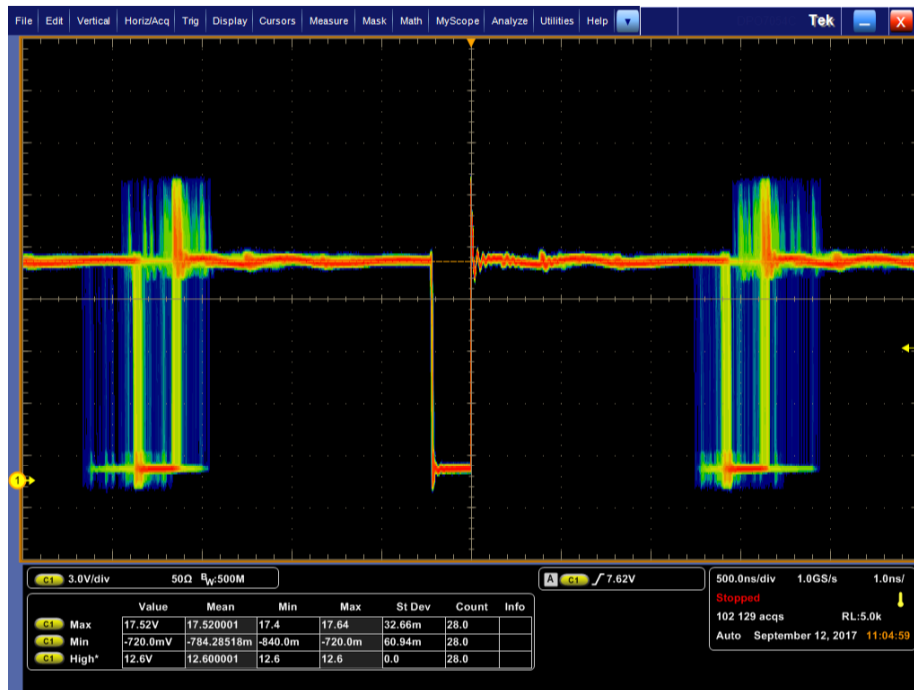 File Edit Vertical Horiz/Acq Trig Display Cursors Measure Mask Math MyScope Analyze Utilities Help Tek X
1
C1 3.0V/div 50Ω BW:500M
A C1 7.62V
500.0ns/div 1.0GS/s 1.0ns/
Stopped
102 129 acqs RL:5.0k
Auto September 12, 2017 11:04:59
Value Mean Min Max St Dev Count Info
C1 Max 17.52V 17.520001 17.4 17.64 32.66m 28.0
C1 Min -720.0mV -784.28518m -840.0m -720.0m 60.94m 28.0
C1 High* 12.6V 12.600001 12.6 12.6 0.0 28.0